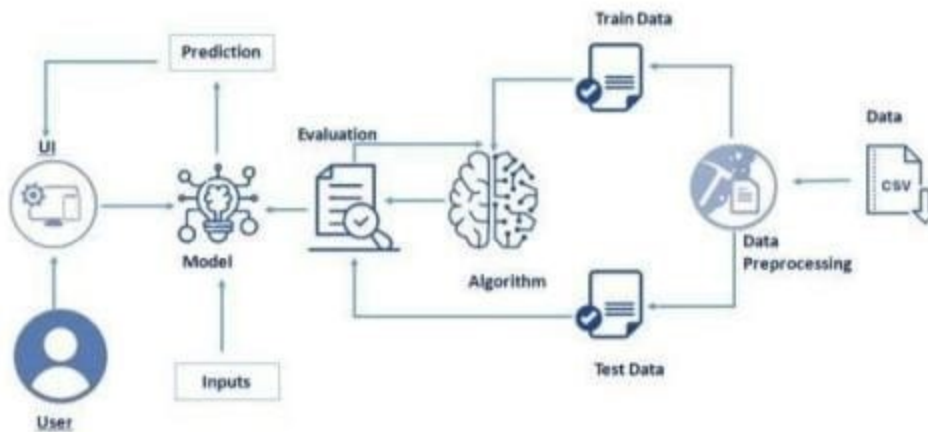 Train Data
Prediction
Data
Evaluation
UI
CSV
Model
Algorithm
Data
Preprocessing
Inputs
Test Data
User